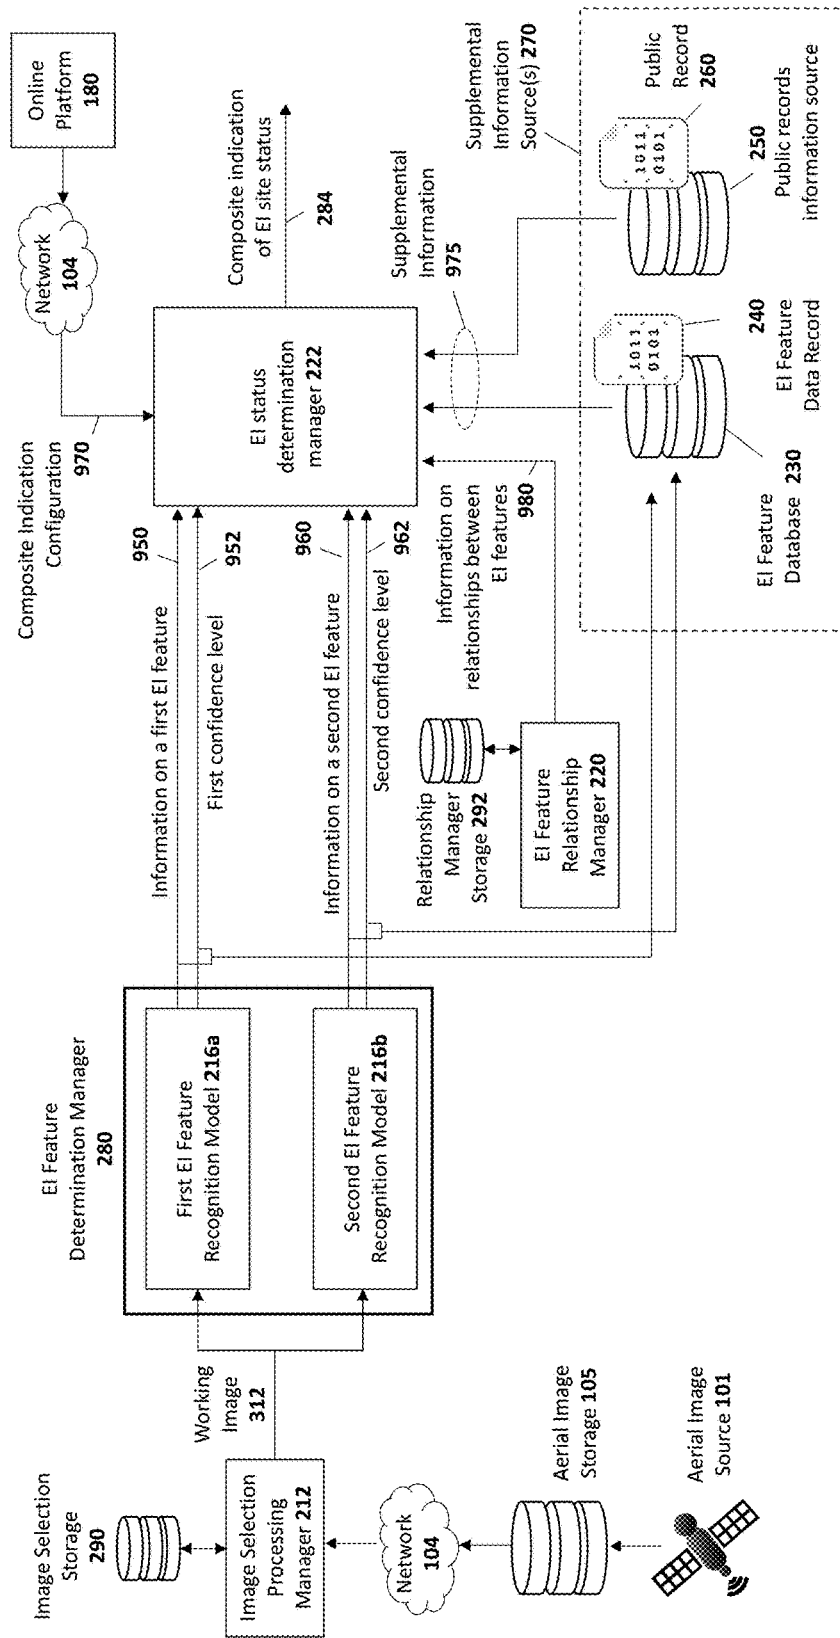 Image Selection
Storage
290
Image Selection
Processing
Manager 212
Network
104
Aerial Image
Storage 105
Aerial Image
Source 101
Working
Image
312
EI Feature
Determination Manager
280
First EI Feature
Recognition Model 216a
Second EI Feature
Recognition Model 216b
Information on a first EI feature
950
First confidence level
952
Information on a second EI feature
960
Second confidence level
962
Relationship
Manager
Storage 292
EI Feature
Relationship
Manager 220
Information on
relationships between
EI features
980
Composite Indication
Configuration
970
Network
104
Online
Platform
180
EI status
determination
manager 222
Composite indication
of EI site status
284
Supplemental
Information
975
Supplemental
Information
Source(s) 270
1011
0101
EI Feature
Database 230
240
EI Feature
Data Record
1011
0101
Public
Record
260
250
Public records
information source